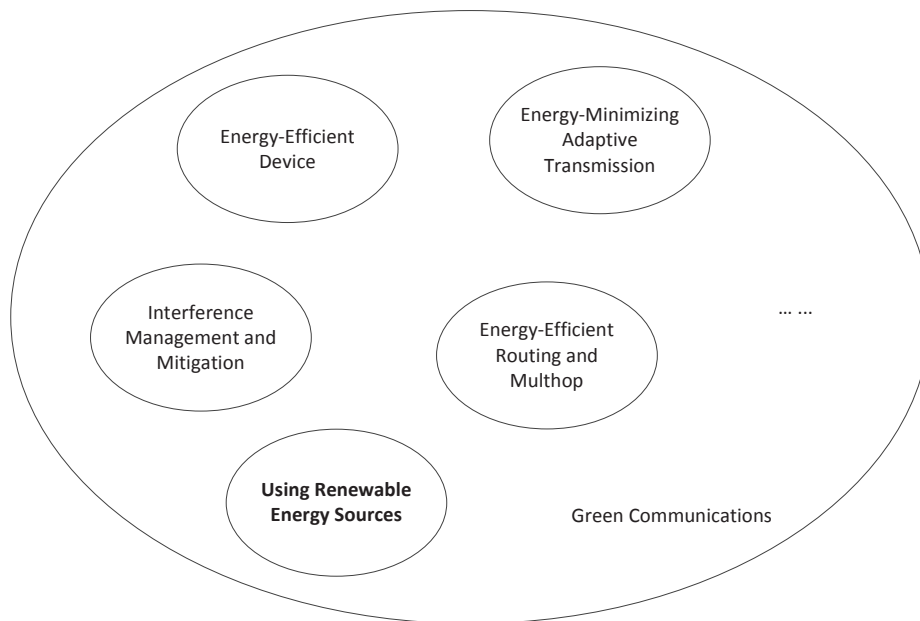 Energy-Efficient
Device
Energy-Minimizing
Adaptive
Transmission
Interference
Management and
Mitigation
Energy-Efficient
Routing and
Multhop
... ...
Using Renewable
Energy Sources
Green Communications